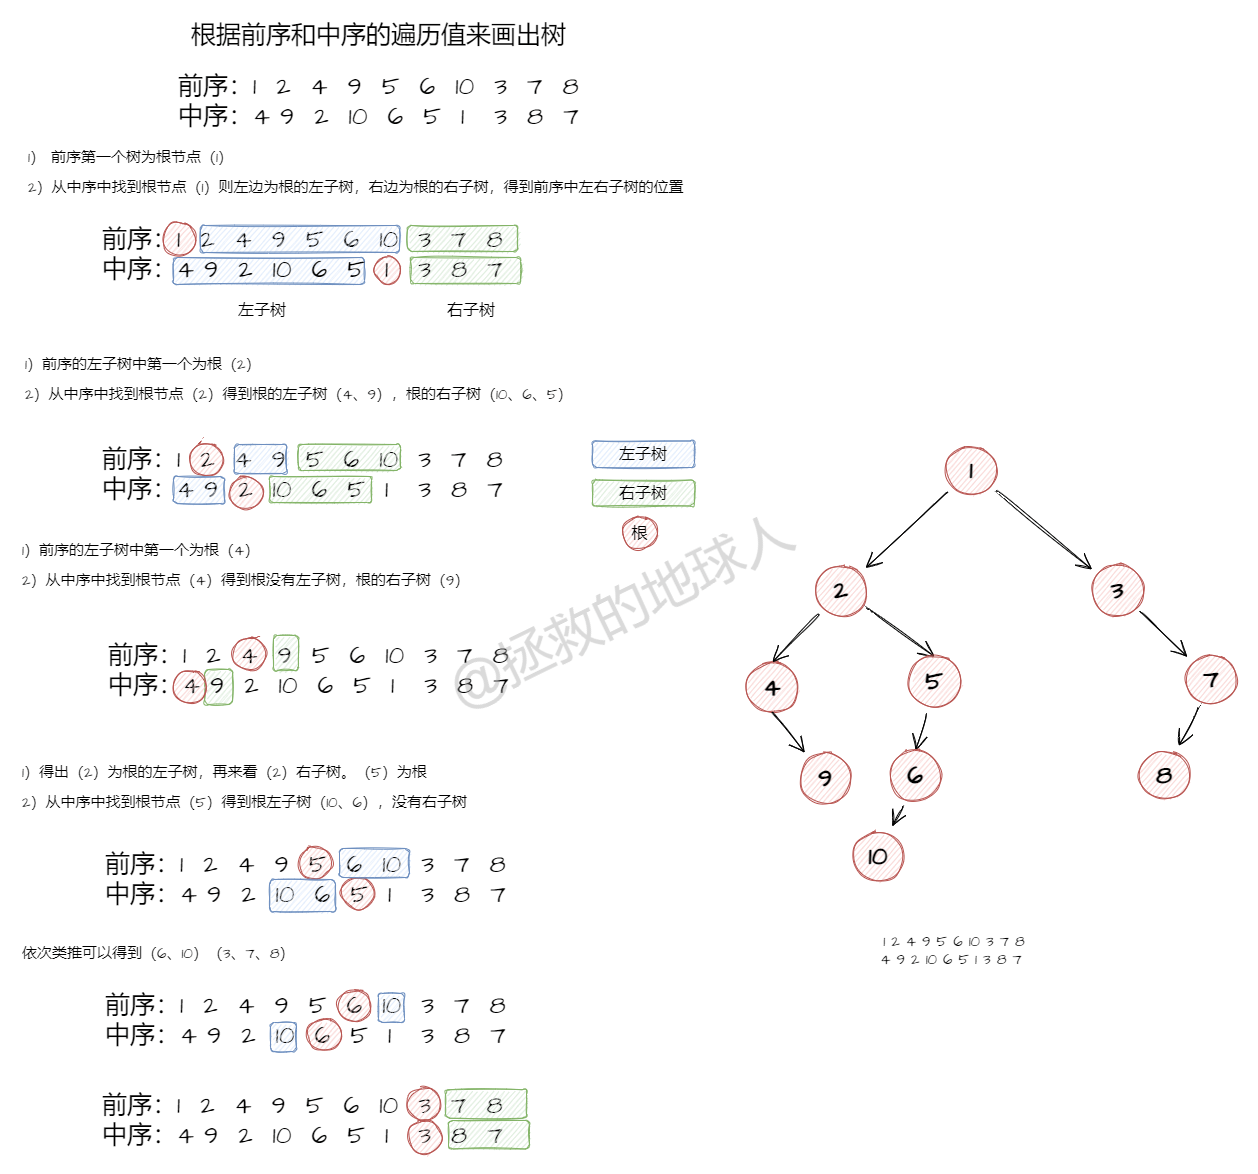 根据前序和中序的遍历值来画出树
前序：1 2 4 9 5 6 10 3 7 8
中序：4 9 2 10 6 5 1 3 8 7
1) 前序第一个树为根节点 (1)
2) 从中序中找到根节点 (1) 则左边为根的左子树，右边为根的右子树，得到前序中左右子树的位置
前序：1 2 4 9 5 6 10 3 7 8
中序：4 9 2 10 6 5 1 3 8 7
左子树 右子树
1) 前序的左子树中第一个为根 (2)
2) 从中序中找到根节点 (2) 得到根的左子树 (4、9) ，根的右子树 (10、6、5)
前序：1 2 4 9 5 6 10 3 7 8
中序：4 9 2 10 6 5 1 3 8 7
左子树
右子树
根
1) 前序的左子树中第一个为根 (4)
2) 从中序中找到根节点 (4) 得到根没有左子树，根的右子树 (9)
前序：1 2 4 9 5 6 10 3 7 8
中序：4 9 2 10 6 5 1 3 8 7
1) 得出 (2) 为根的左子树，再来看 (2) 右子树。 (5) 为根
2) 从中序中找到根节点 (5) 得到根左子树 (10、6) ，没有右子树
前序：1 2 4 9 5 6 10 3 7 8
中序：4 9 2 10 6 5 1 3 8 7
依次类推可以得到 (6、10) (3、7、8)
前序：1 2 4 9 5 6 10 3 7 8
中序：4 9 2 10 6 5 1 3 8 7
前序：1 2 4 9 5 6 10 3 7 8
中序：4 9 2 10 6 5 1 3 8 7
1
2 3
4 5 7
9 6 8
10
1 2 4 9 5 6 10 3 7 8
4 9 2 10 6 5 1 3 8 7
@拯救的地球人